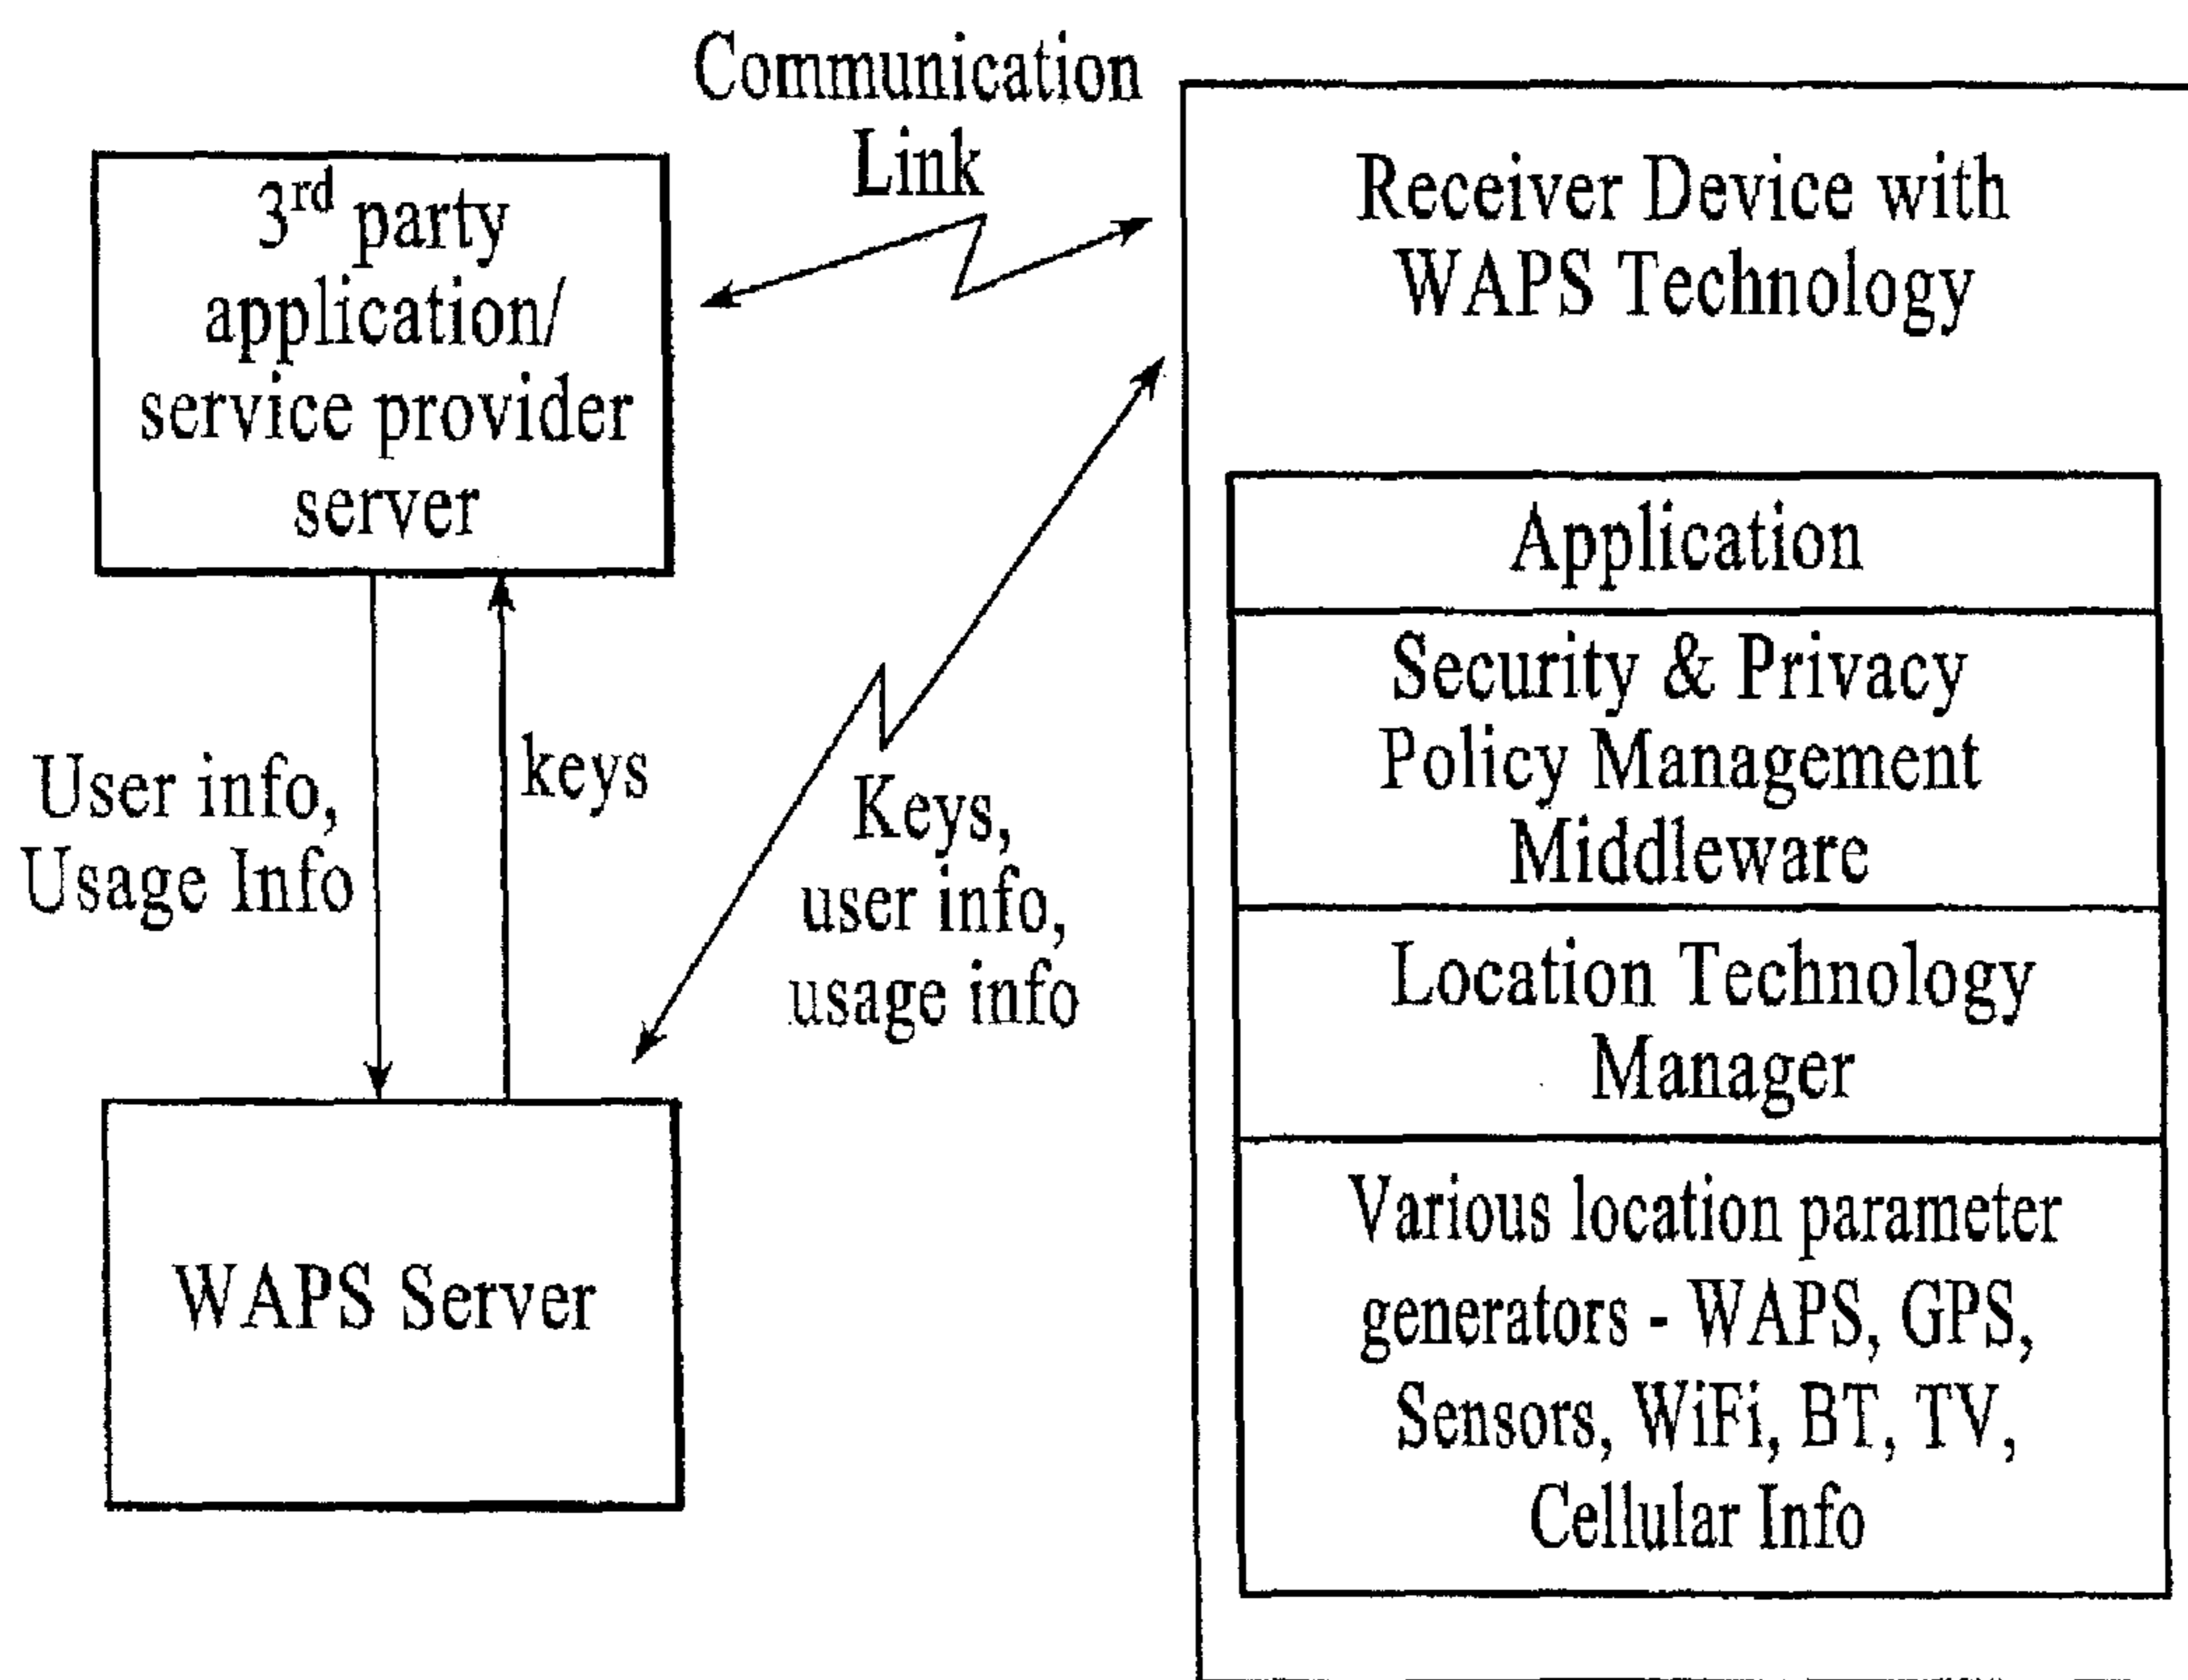 Communication
Link
3rd party
application/
service provider
server
User info,
Usage Info
keys
Keys,
user info,
usage info
WAPS Server
Receiver Device with
WAPS Technology
Application
Security & Privacy
Policy Management
Middleware
Location Technology
Manager
Various location parameter
generators - WAPS, GPS,
Sensors, WiFi, BT, TV,
Cellular Info